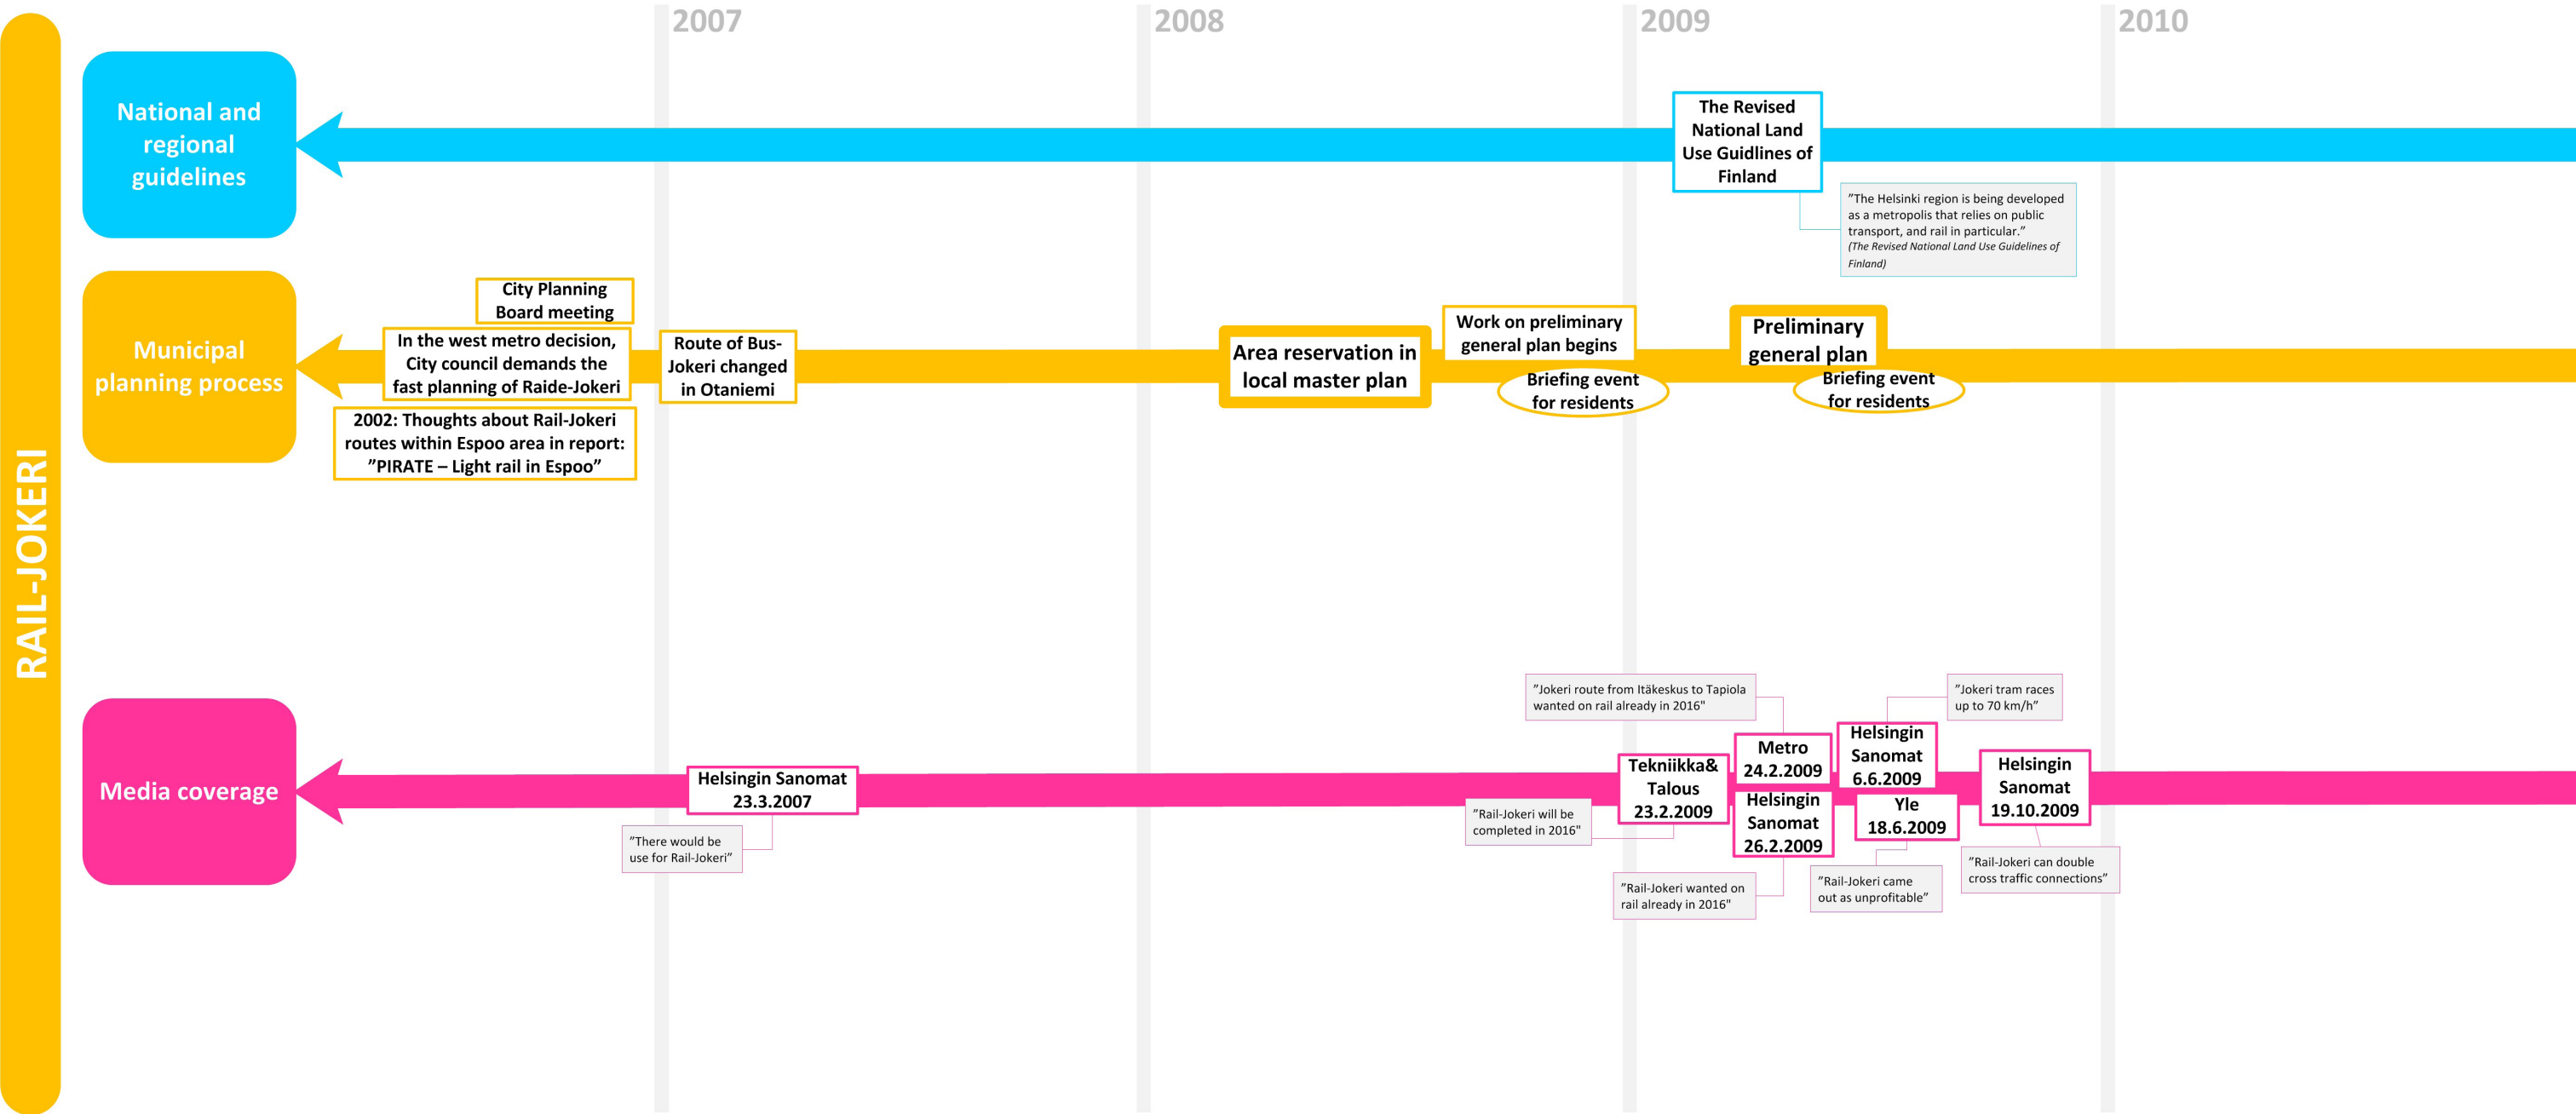 RAIL-JOKERI
2007
2008
2009
2010
National and
regional
guidelines
The Revised
National Land
Use Guidlines of
Finland
”The Helsinki region is being developed
as a metropolis that relies on public
transport, and rail in particular.”
(The Revised National Land Use Guidelines of
Finland)
Municipal
planning process
City Planning
Board meeting
In the west metro decision,
City council demands the
fast planning of Raide-Jokeri
2002: Thoughts about Rail-Jokeri
routes within Espoo area in report:
”PIRATE – Light rail in Espoo”
Route of Bus-
Jokeri changed
in Otaniemi
Area reservation in
local master plan
Work on preliminary
general plan begins
Briefing event
for residents
Preliminary
general plan
Briefing event
for residents
Media coverage
Helsingin Sanomat
23.3.2007
”There would be
use for Rail-Jokeri”
”Jokeri route from Itäkeskus to Tapiola
wanted on rail already in 2016"
”Rail-Jokeri will be
completed in 2016"
Tekniikka&
Talous
23.2.2009
Metro
24.2.2009
Helsingin
Sanomat
26.2.2009
”Rail-Jokeri wanted on
rail already in 2016"
”Jokeri tram races
up to 70 km/h”
Helsingin
Sanomat
6.6.2009
Yle
18.6.2009
”Rail-Jokeri came
out as unprofitable”
Helsingin
Sanomat
19.10.2009
”Rail-Jokeri can double
cross traffic connections”